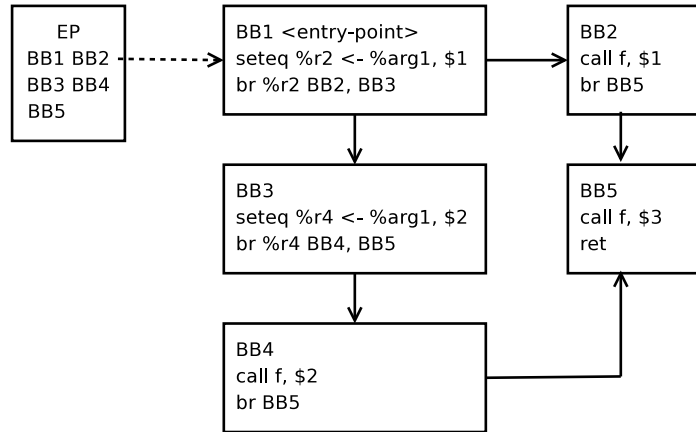 EP
BB1 BB2
BB3 BB4
BB5
BB1 <entry-point>
seteq %r2 <- %arg1, $1
br %r2 BB2, BB3
BB2
call f, $1
br BB5
BB3
seteq %r4 <- %arg1, $2
br %r4 BB4, BB5
BB5
call f, $3
ret
BB4
call f, $2
br BB5